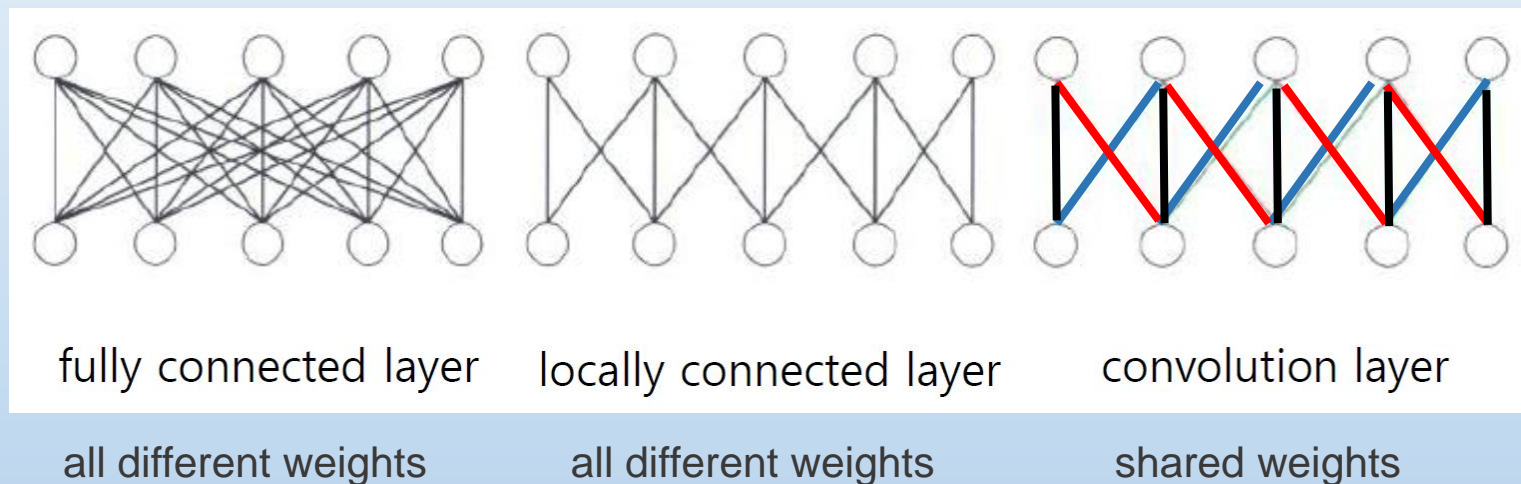 fully connected layer locally connected layer convolution layer
all different weights all different weights shared weights